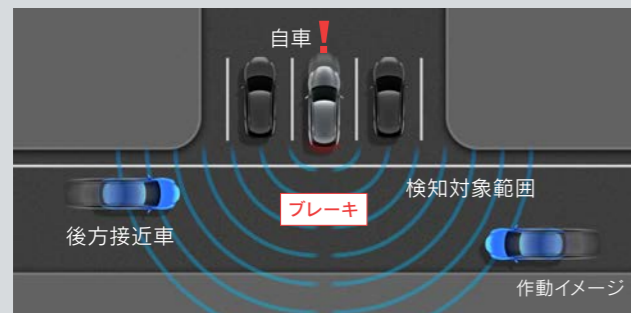 自車
検知対象範囲
ブレーキ
後方接近車
作動イメージ